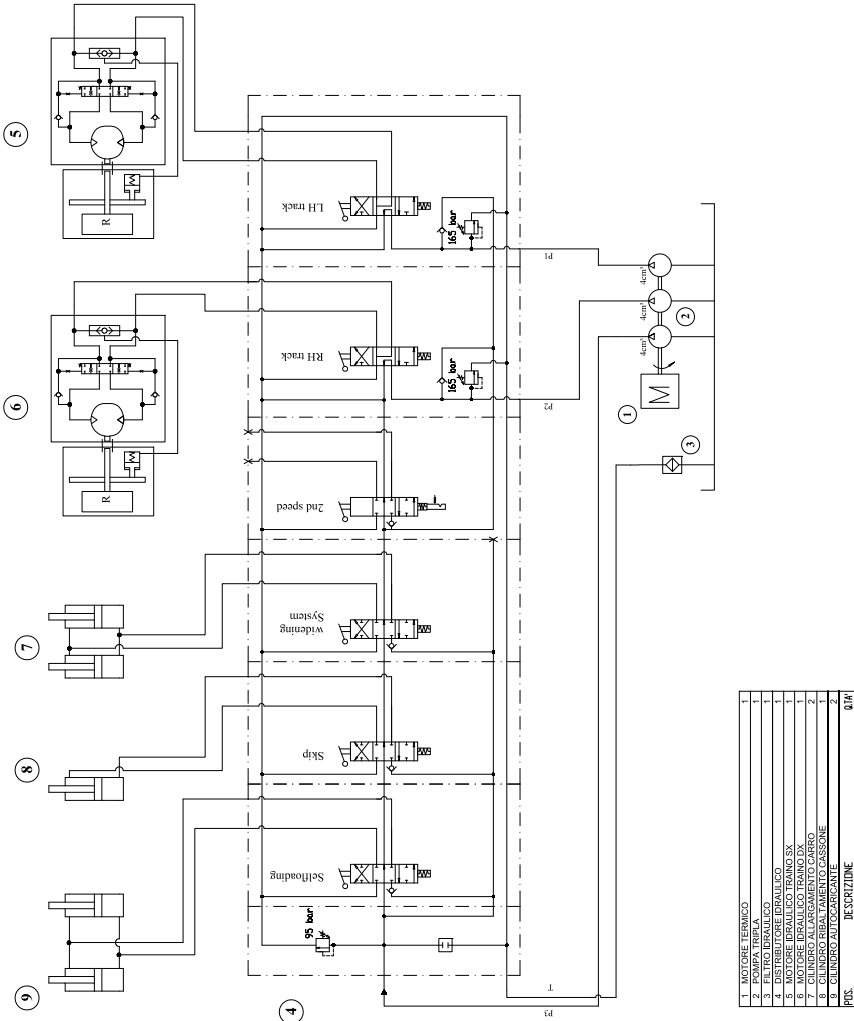 5
R
LH track
165 bar
P1
4cm³
4cm³
4cm³
2
M
1
6
R
RH track
165 bar
P2
3
2nd speed
7
System
widening
8
Skip
Selfloading
9
95 bar
4
T
P3
1 MOTORE TERMICO 1
2 POMPA TRIPLA 1
3 FILTRO IDRAULICO 1
4 DISTRIBUTORE IDRAULICO 1
5 MOTORE IDRAULICO TRAINO SX 1
6 MOTORE IDRAULICO TRAINO DX 1
7 CILINDRO ALLARGAMENTO CARRO 2
8 CILINDRO RIBALTAMENTO CASSONE 1
9 CILINDRO AUTOCARICANTE 2
POS. DESCRIZIONE Q.TA'